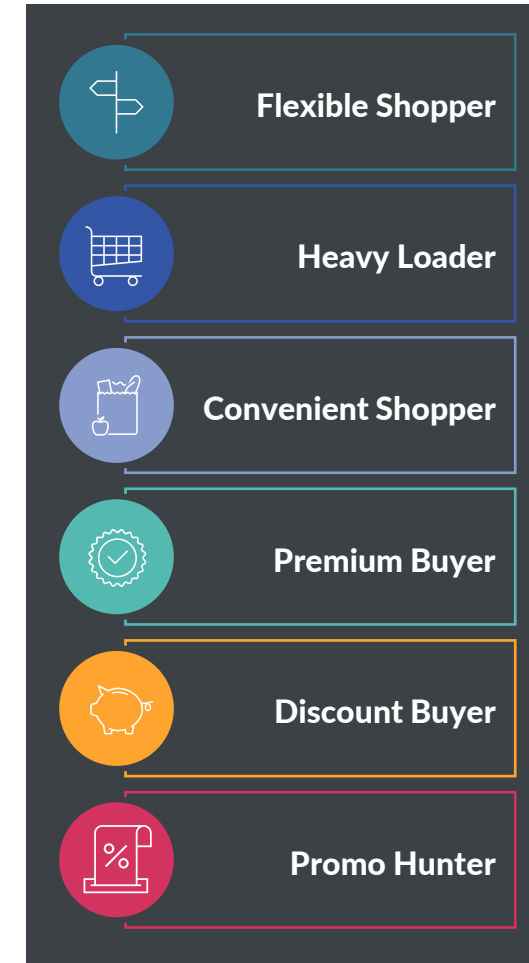 Flexible Shopper
Heavy Loader
Convenient Shopper
Premium Buyer
Discount Buyer
%
Promo Hunter